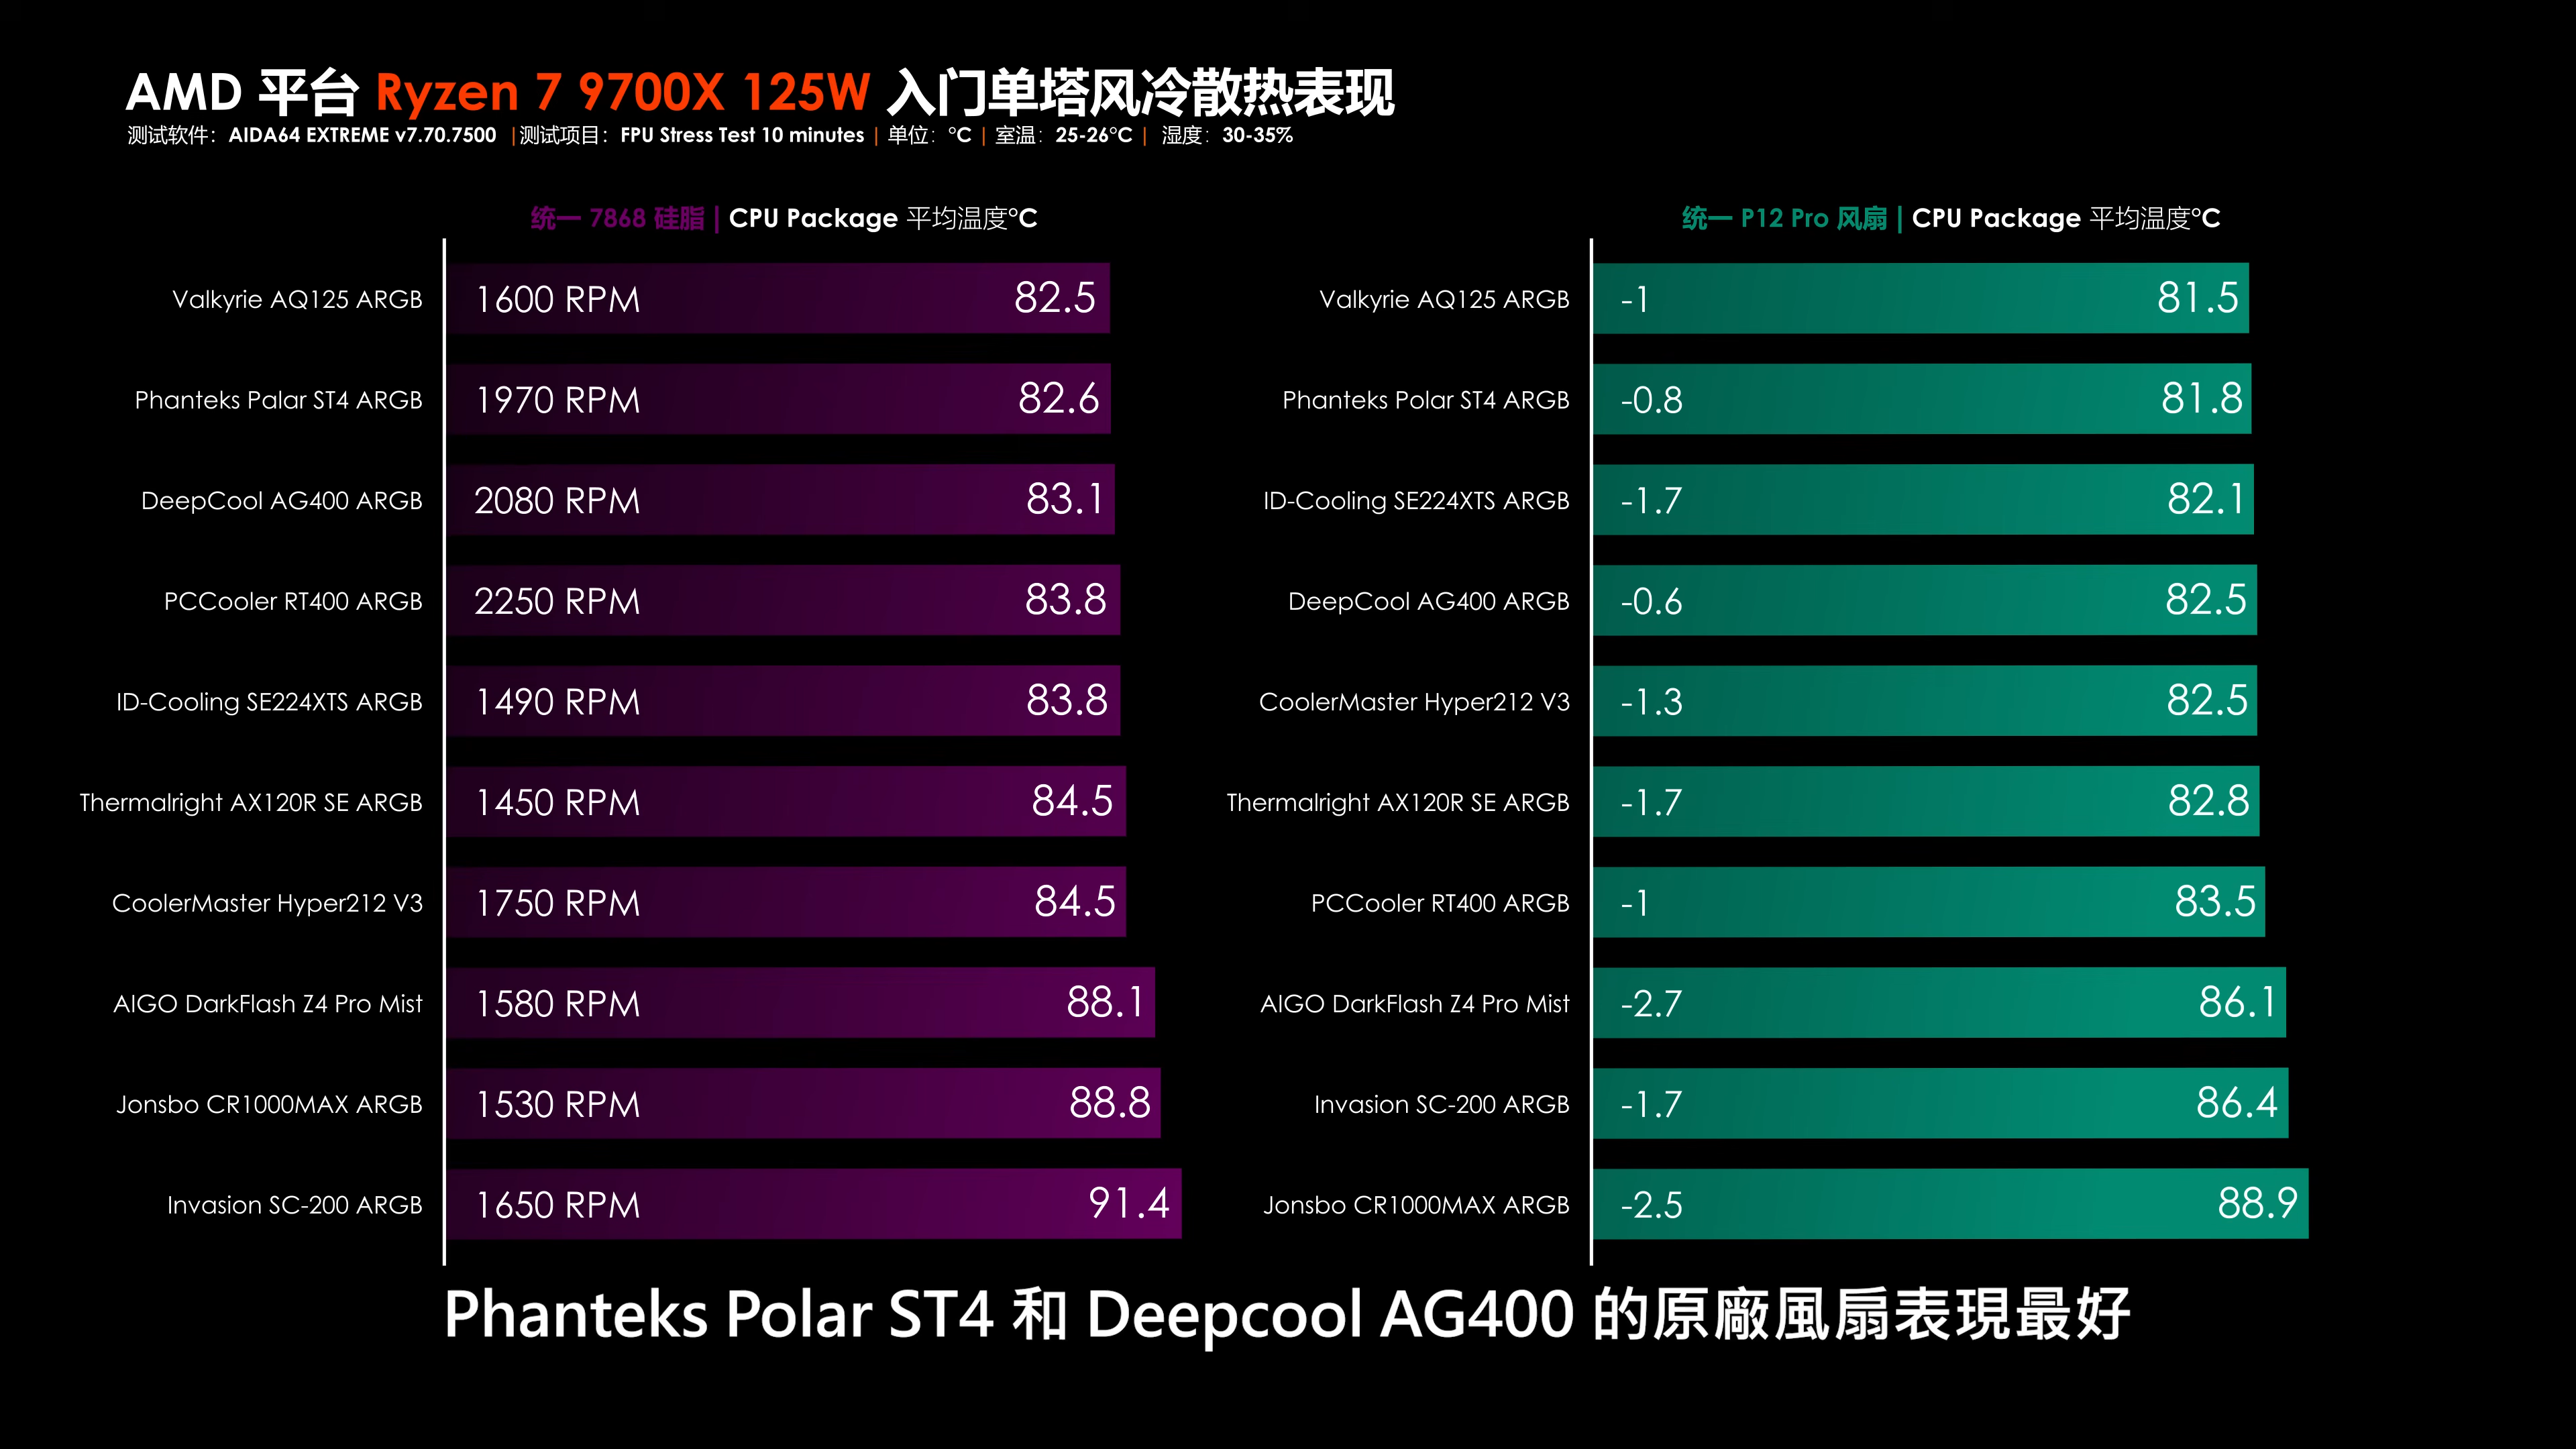 AMD 平台 Ryzen 7 9700X 125W 入门单塔风冷散热表现
测试软件：AIDA64 EXTREME v7.70.7500 |测试项目：FPU Stress Test 10 minutes | 单位：°C | 室温：25-26°C | 湿度：30-35%
统一 7868 硅脂 | CPU Package 平均温度°C
Valkyrie AQ125 ARGB 1600 RPM 82.5
Phanteks Palar ST4 ARGB 1970 RPM 82.6
DeepCool AG400 ARGB 2080 RPM 83.1
PCCooler RT400 ARGB 2250 RPM 83.8
ID-Cooling SE224XTS ARGB 1490 RPM 83.8
Thermalright AX120R SE ARGB 1450 RPM 84.5
CoolerMaster Hyper212 V3 1750 RPM 84.5
AIGO DarkFlash Z4 Pro Mist 1580 RPM 88.1
Jonsbo CR1000MAX ARGB 1530 RPM 88.8
Invasion SC-200 ARGB 1650 RPM 91.4
统一 P12 Pro 风扇 | CPU Package 平均温度°C
Valkyrie AQ125 ARGB -1 81.5
Phanteks Polar ST4 ARGB -0.8 81.8
ID-Cooling SE224XTS ARGB -1.7 82.1
DeepCool AG400 ARGB -0.6 82.5
CoolerMaster Hyper212 V3 -1.3 82.5
Thermalright AX120R SE ARGB -1.7 82.8
PCCooler RT400 ARGB -1 83.5
AIGO DarkFlash Z4 Pro Mist -2.7 86.1
Invasion SC-200 ARGB -1.7 86.4
Jonsbo CR1000MAX ARGB -2.5 88.9
Phanteks Polar ST4 和 Deepcool AG400 的原廠風扇表現最好